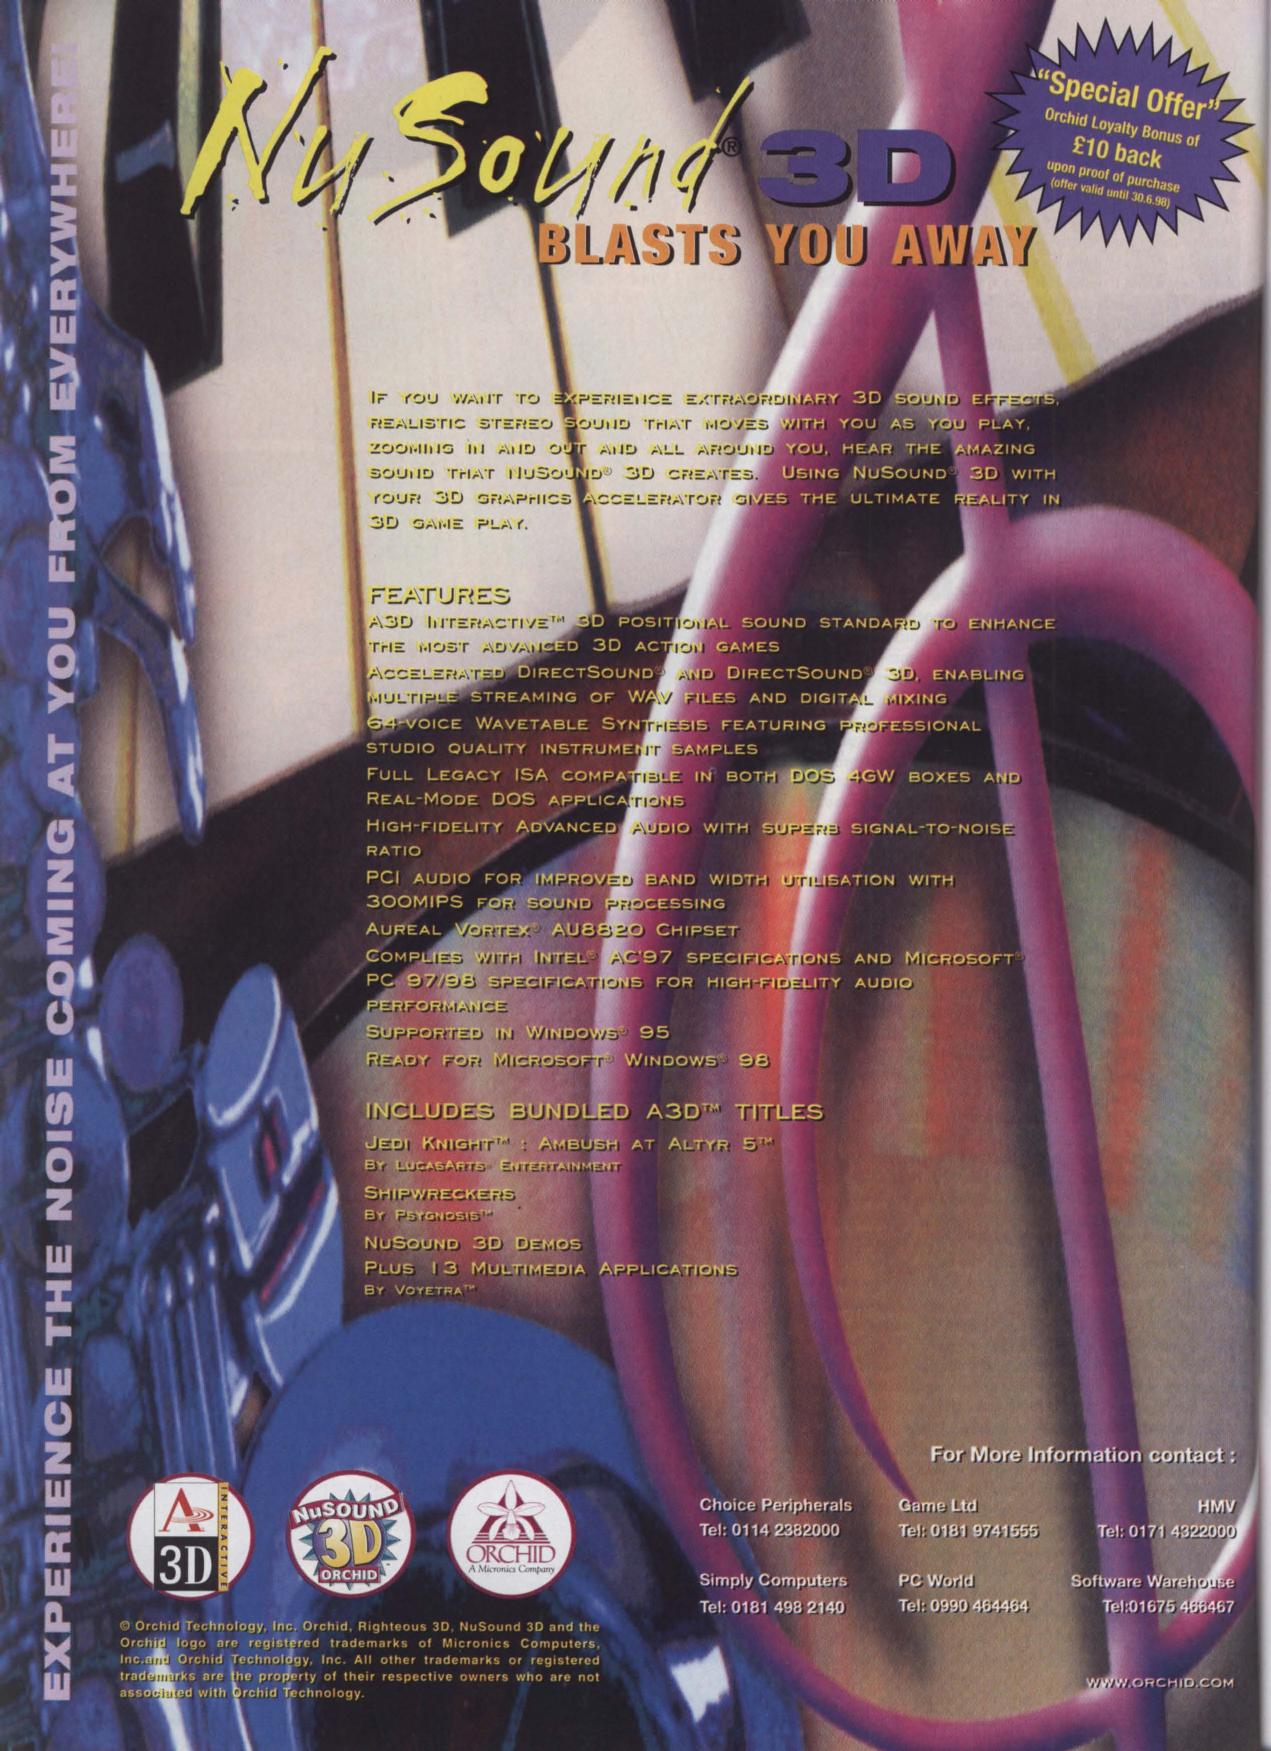 EXPERIENCE THE NOISE COMING AT YOU FROM EVERYWHERE!
NuSound® 3D
BLASTS YOU AWAY
"Special Offer"
Orchid Loyalty Bonus of
£10 back
upon proof of purchase
(offer valid until 30.6.98)
If you want to experience extraordinary 3D sound effects,
realistic stereo sound that moves with you as you play,
zooming in and out and all around you, hear the amazing
sound that NuSound® 3D creates. Using NuSound® 3D with
your 3D graphics accelerator gives the ultimate reality in
3D game play.
FEATURES
A3D Interactive™ 3D positional sound standard to enhance
the most advanced 3D action games
Accelerated DirectSound® and DirectSound® 3D, enabling
multiple streaming of WAV files and digital mixing
64-voice Wavetable Synthesis featuring professional
studio quality instrument samples
Full Legacy ISA compatible in both DOS 4GW boxes and
Real-Mode DOS applications
High-fidelity Advanced Audio with superb signal-to-noise
ratio
PCI audio for improved band width utilisation with
300MIPS for sound processing
Aureal Vortex® AU8820 Chipset
Complies with Intel® AC'97 specifications and Microsoft®
PC 97/98 specifications for high-fidelity audio
performance
Supported in Windows® 95
Ready for Microsoft® Windows® 98
INCLUDES BUNDLED A3D™ TITLES
Jedi Knight™ : Ambush at Altyr 5™
By LucasArts Entertainment
Shipwreckers
By Psygnosis™
NuSound 3D Demos
Plus 13 Multimedia Applications
By Voyetra™
For More Information contact :
Choice Peripherals
Tel: 0114 2382000
Game Ltd
Tel: 0181 9741555
HMV
Tel: 0171 4322000
Simply Computers
Tel: 0181 498 2140
PC World
Tel: 0990 464464
Software Warehouse
Tel:01675 466467
A
3D
INTERACTIVE
NuSOUND
3D
ORCHID
ORCHID
A Micronics Company
© Orchid Technology, Inc. Orchid, Righteous 3D, NuSound 3D and the
Orchid logo are registered trademarks of Micronics Computers,
Inc.and Orchid Technology, Inc. All other trademarks or registered
trademarks are the property of their respective owners who are not
associated with Orchid Technology.
WWW.ORCHID.COM